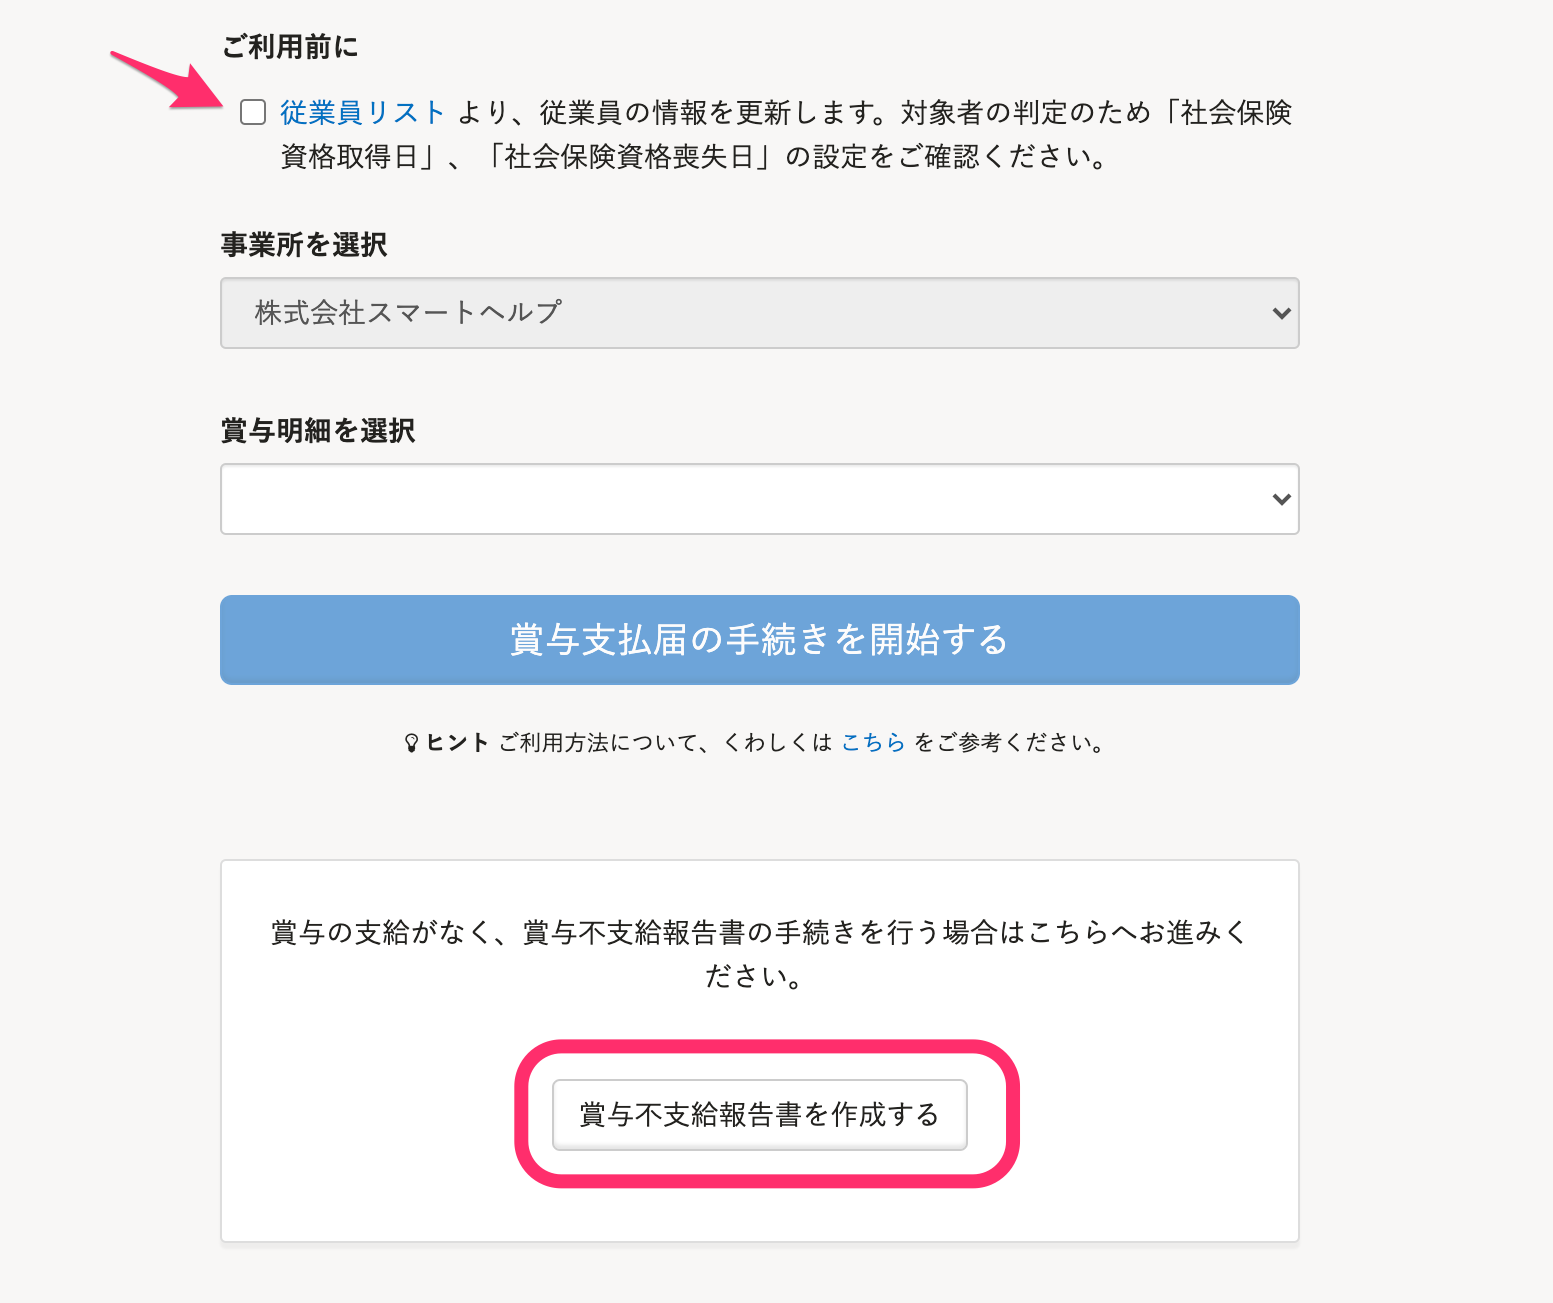 ご利用前に
従業員リスト より、従業員の情報を更新します。対象者の判定のため「社会保険
資格取得日」、「社会保険資格喪失日」の設定をご確認ください。
事業所を選択
株式会社スマートヘルプ
賞与明細を選択
賞与支払届の手続きを開始する
ヒント ご利用方法について、くわしくは こちら をご参考ください。
賞与の支給がなく、賞与不支給報告書の手続きを行う場合はこちらへお進みく
ださい。
賞与不支給報告書を作成する